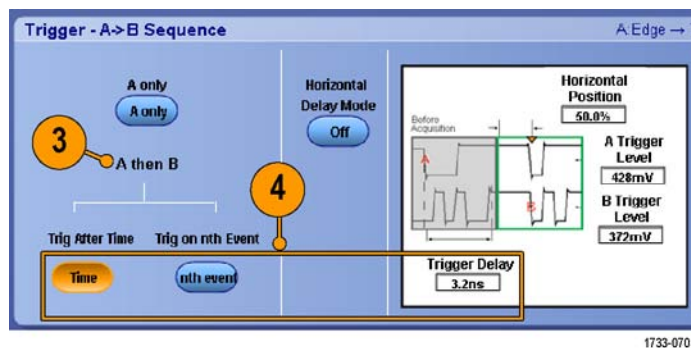 Trigger - A->B Sequence
A:Edge →
A only
A only
3
A then B
4
Trig After Time
Trig on nth Event
Time
nth event
Horizontal
Delay Mode
Off
Horizontal
Position
50.0%
Before
Acquisition
A
B
A Trigger
Level
428mV
B Trigger
Level
372mV
Trigger Delay
3.2ns
1733-070